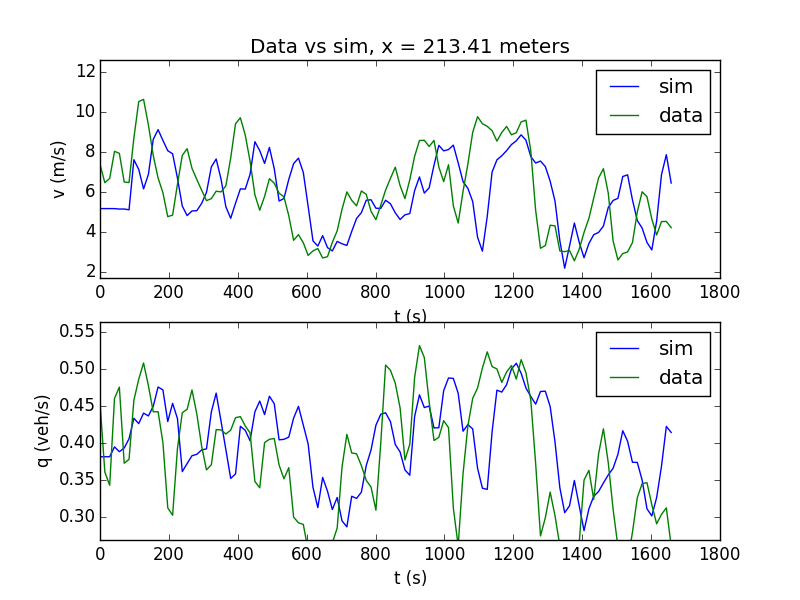 Data vs sim, x = 213.41 meters
12
10
8
6
4
2
v (m/s)
sim
data
0 200 400 600 800 1000 1200 1400 1600 1800
t (s)
0.55
0.50
0.45
0.40
0.35
0.30
q (veh/s)
sim
data
0 200 400 600 800 1000 1200 1400 1600 1800
t (s)